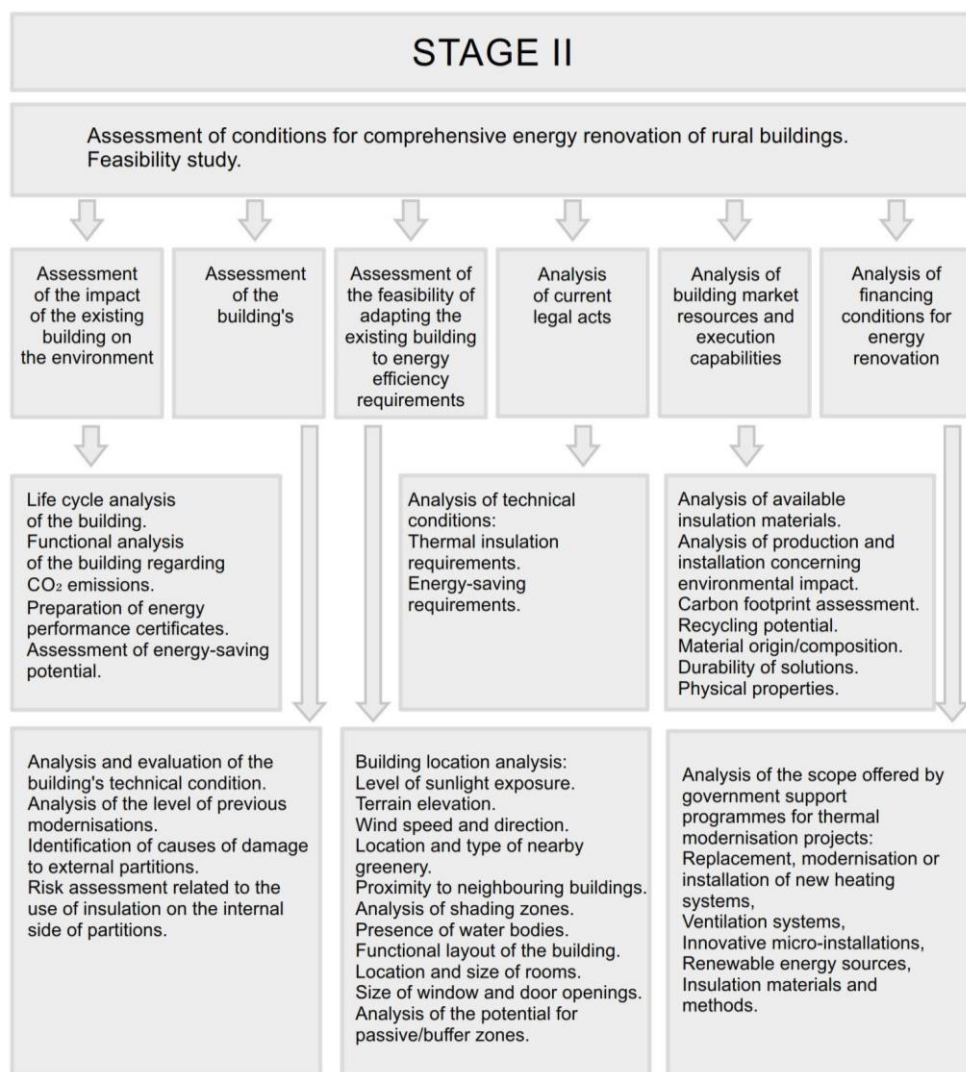 STAGE II
Assessment of conditions for comprehensive energy renovation of rural buildings.
Feasibility study.
Assessment
of the impact
of the existing
building on
the environment
Assessment
of the
building's
Assessment of
the feasibility of
adapting the
existing building
to energy
efficiency
requirements
Analysis
of current
legal acts
Analysis of
building market
resources and
execution
capabilities
Analysis of
financing
conditions for
energy
renovation
Life cycle analysis
of the building.
Functional analysis
of the building regarding
CO₂ emissions.
Preparation of energy
performance certificates.
Assessment of energy-saving
potential.
Analysis of technical
conditions:
Thermal insulation
requirements.
Energy-saving
requirements.
Analysis of available
insulation materials.
Analysis of production and
installation concerning
environmental impact.
Carbon footprint assessment.
Recycling potential.
Material origin/composition.
Durability of solutions.
Physical properties.
Analysis and evaluation of the
building's technical condition.
Analysis of the level of previous
modernisations.
Identification of causes of damage
to external partitions.
Risk assessment related to the
use of insulation on the internal
side of partitions.
Building location analysis:
Level of sunlight exposure.
Terrain elevation.
Wind speed and direction.
Location and type of nearby
greenery.
Proximity to neighbouring buildings.
Analysis of shading zones.
Presence of water bodies.
Functional layout of the building.
Location and size of rooms.
Size of window and door openings.
Analysis of the potential for
passive/buffer zones.
Analysis of the scope offered by
government support
programmes for thermal
modernisation projects:
Replacement, modernisation or
installation of new heating
systems,
Ventilation systems,
Innovative micro-installations,
Renewable energy sources,
Insulation materials and
methods.